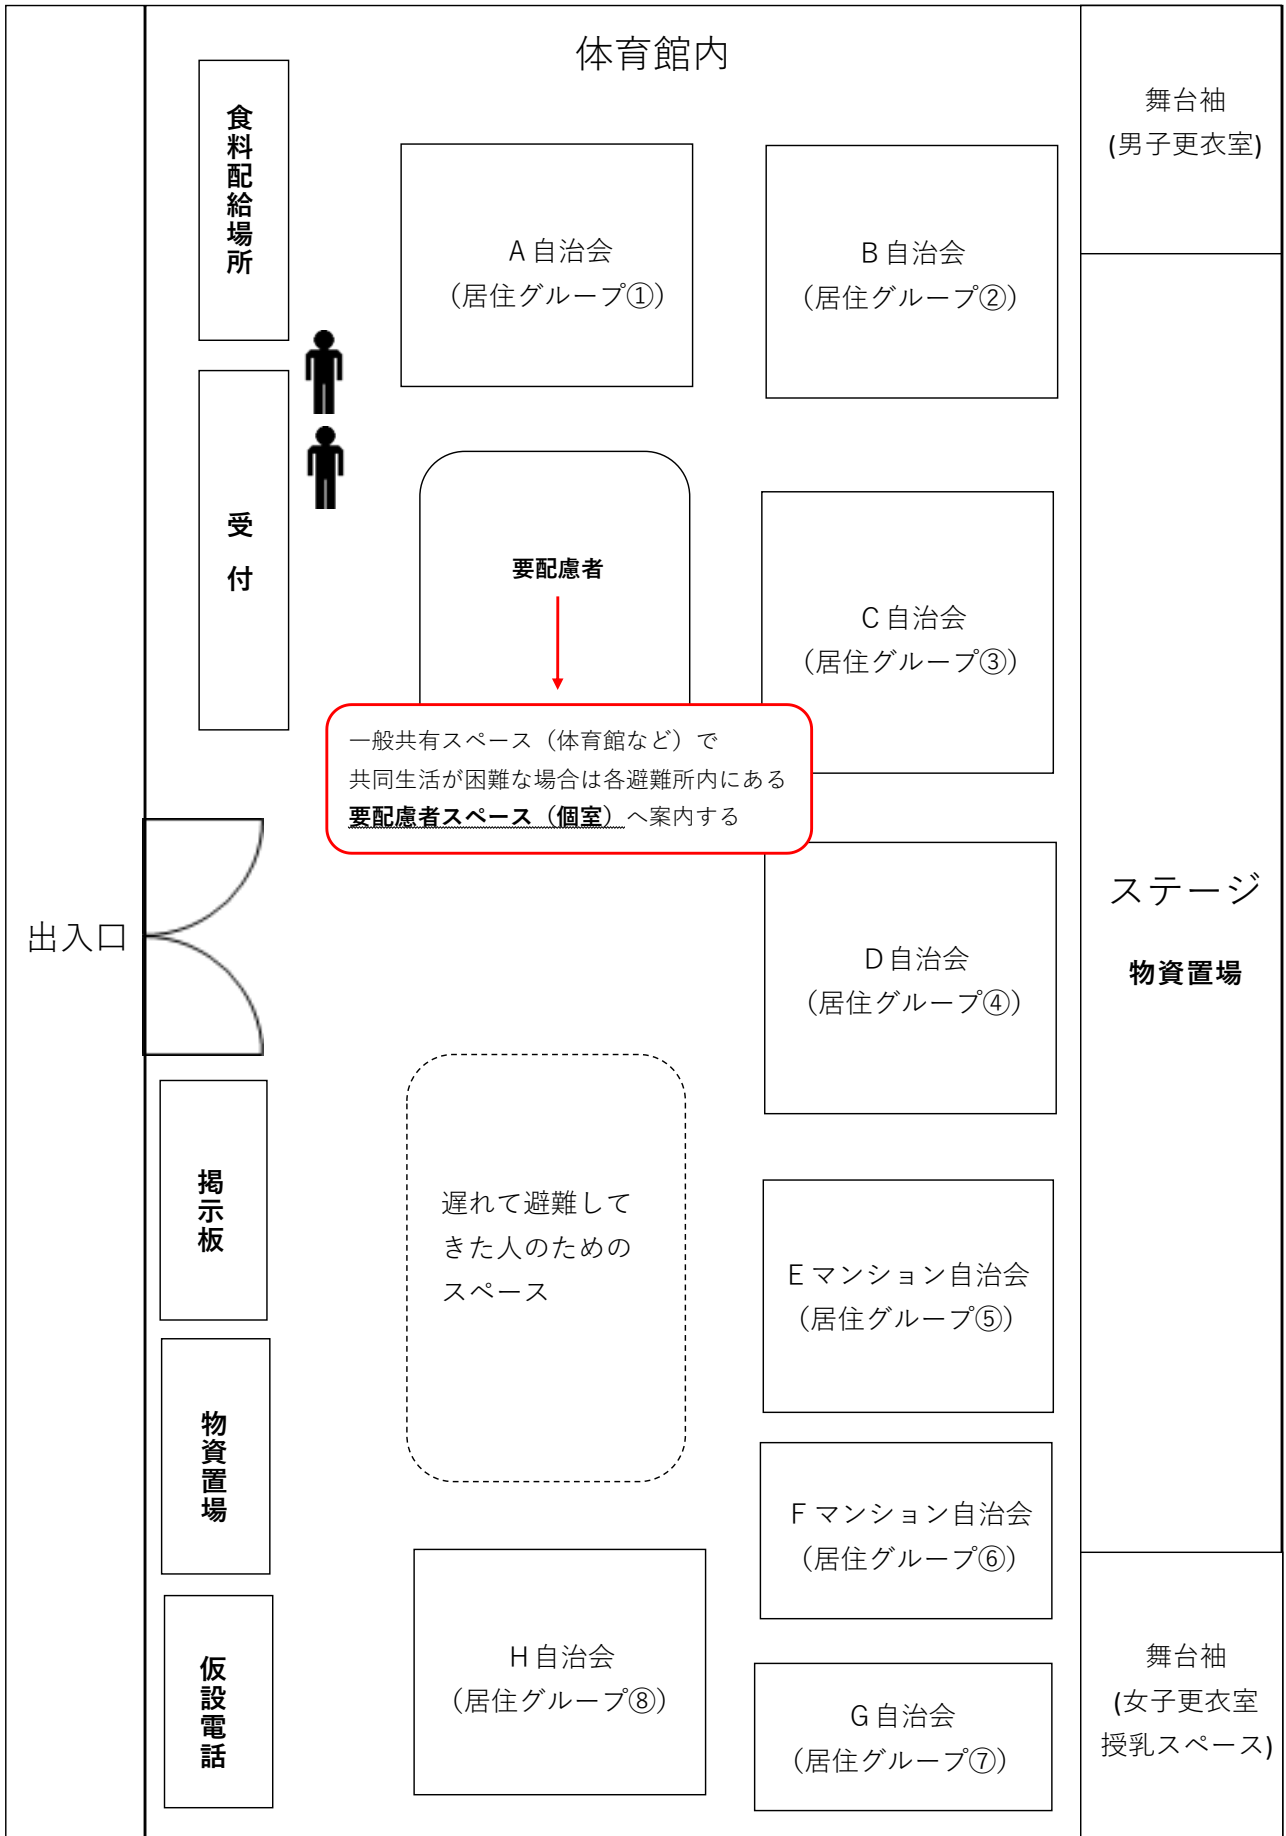 体育館内
舞台袖
(男子更衣室)
食料配給場所
A自治会
（居住グループ①）
B自治会
（居住グループ②）
受付
要配慮者
C自治会
（居住グループ③）
一般共有スペース（体育館など）で
共同生活が困難な場合は各避難所内にある
要配慮者スペース（個室）へ案内する
出入口
D自治会
（居住グループ④）
ステージ
物資置場
掲示板
遅れて避難して
きた人のための
スペース
Eマンション自治会
（居住グループ⑤）
物資置場
Fマンション自治会
（居住グループ⑥）
仮設電話
H自治会
（居住グループ⑧）
G自治会
（居住グループ⑦）
舞台袖
(女子更衣室
授乳スペース)